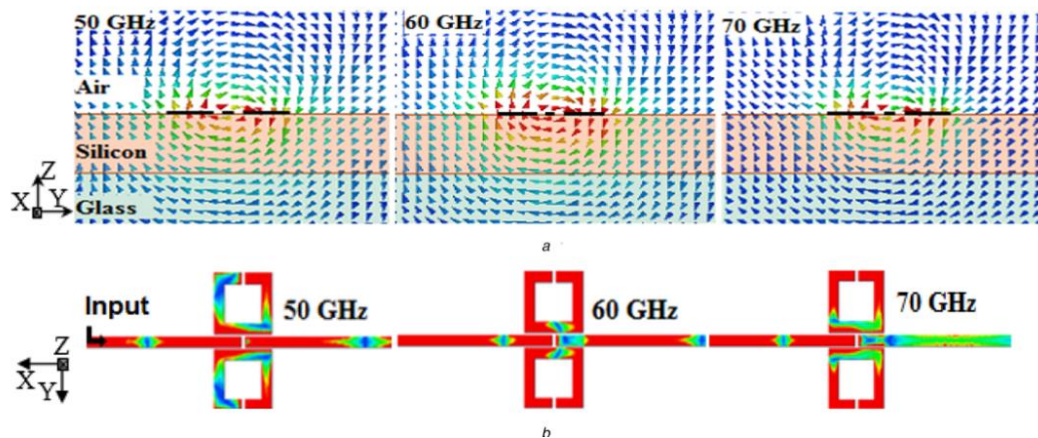 50 GHz 60 GHz 70 GHz
Air
Silicon
Z
X Y
Glass
a
Input 50 GHz 60 GHz 70 GHz
Z
X
Y
b